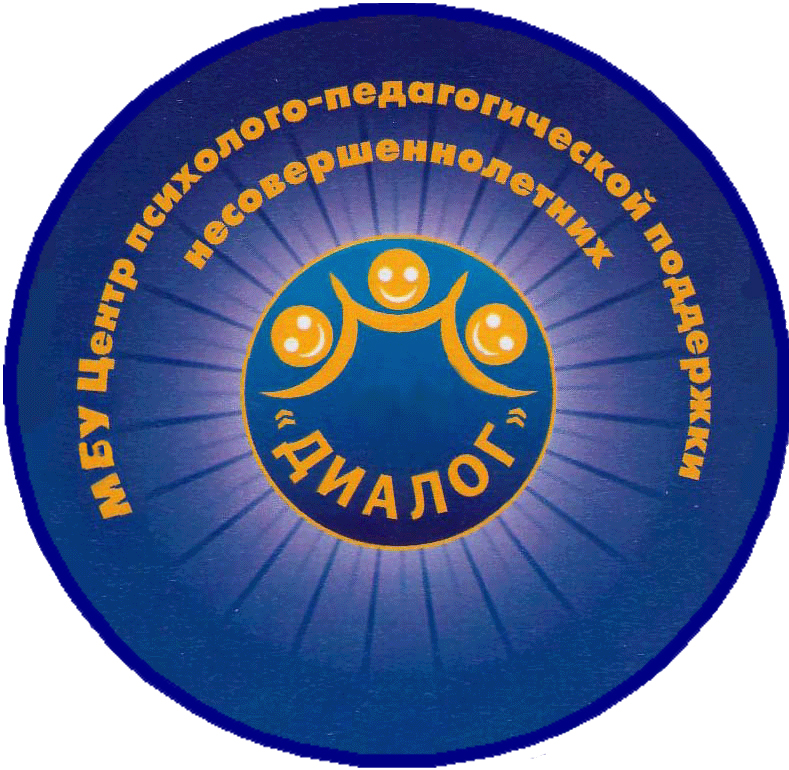 МБУ Центр психолого-педагогической поддержки
несовершеннолетних
«ДИАЛОГ»